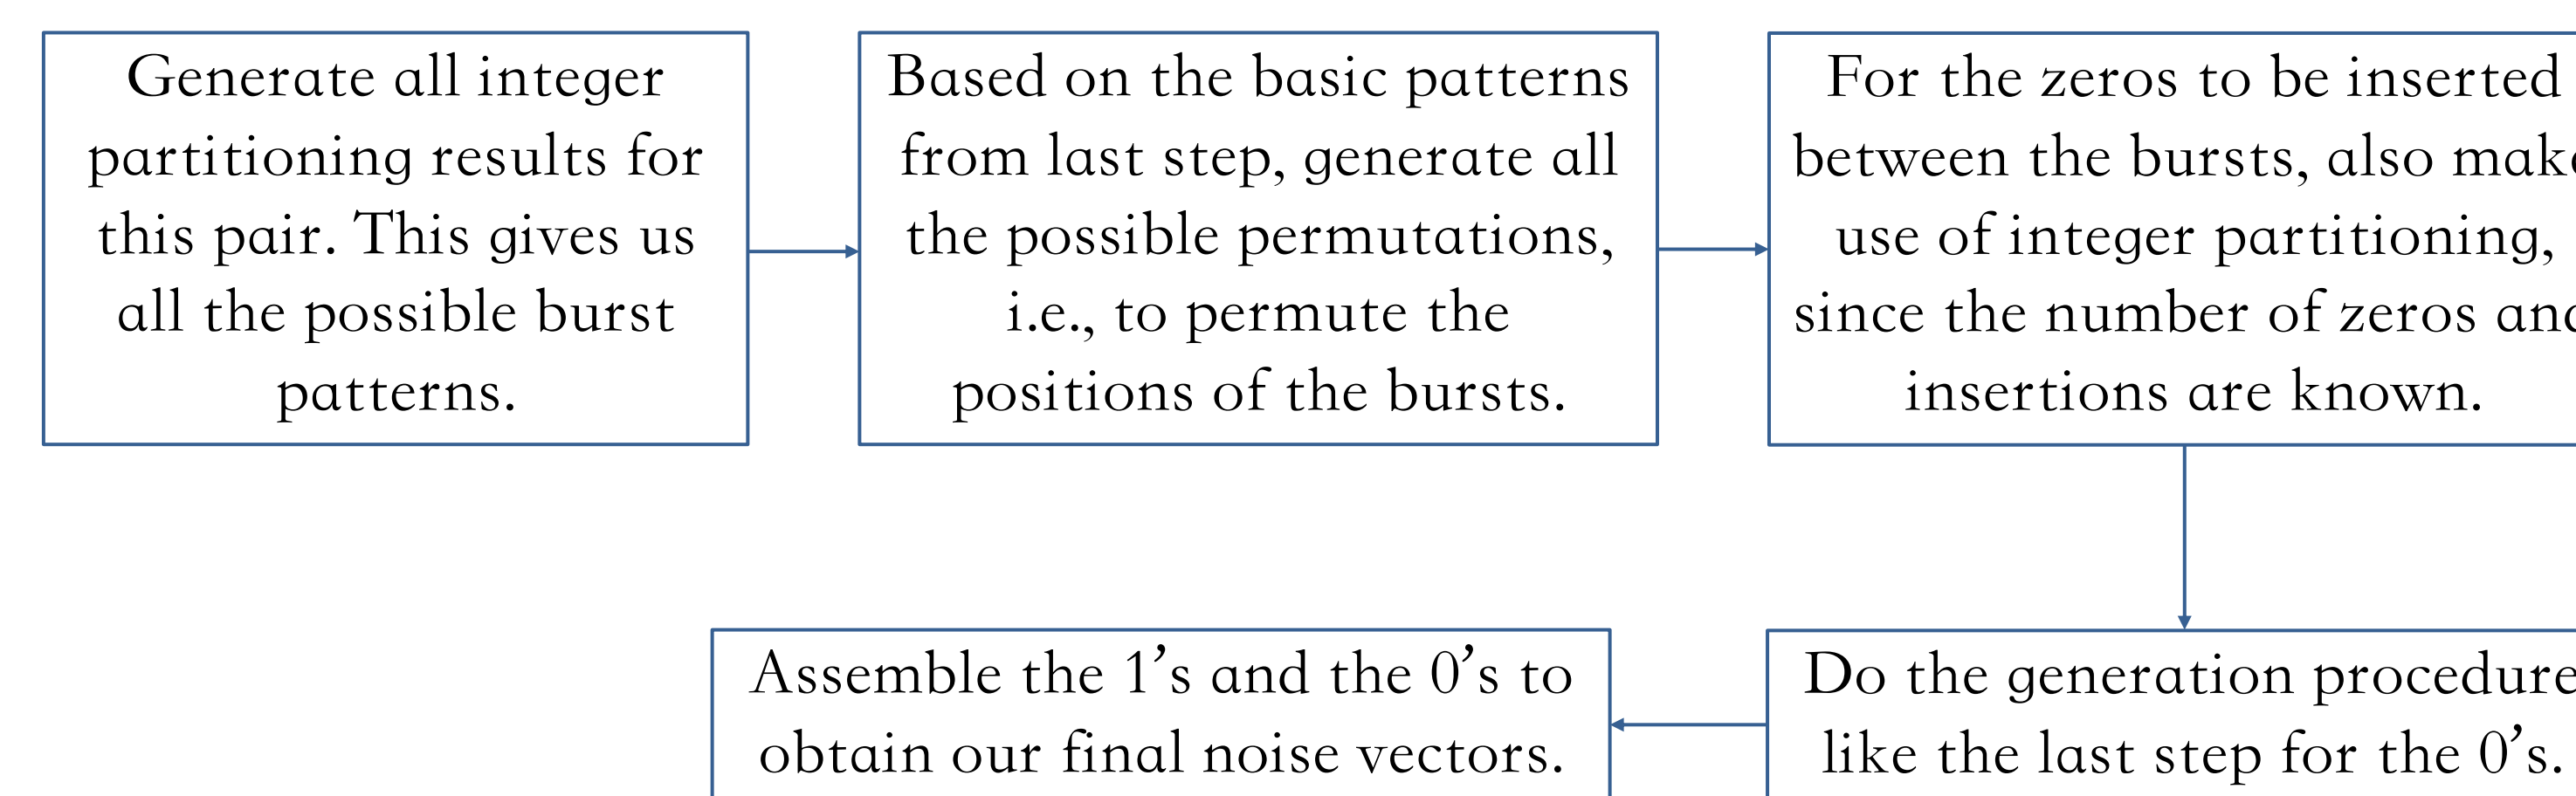 Generate all integer
partitioning results for
this pair. This gives us
all the possible burst
patterns.
Based on the basic patterns
from last step, generate all
the possible permutations,
i.e., to permute the
positions of the bursts.
For the zeros to be inserted
between the bursts, also make
use of integer partitioning,
since the number of zeros and
insertions are known.
Do the generation procedure
like the last step for the 0’s.
Assemble the 1’s and the 0’s to
obtain our final noise vectors.